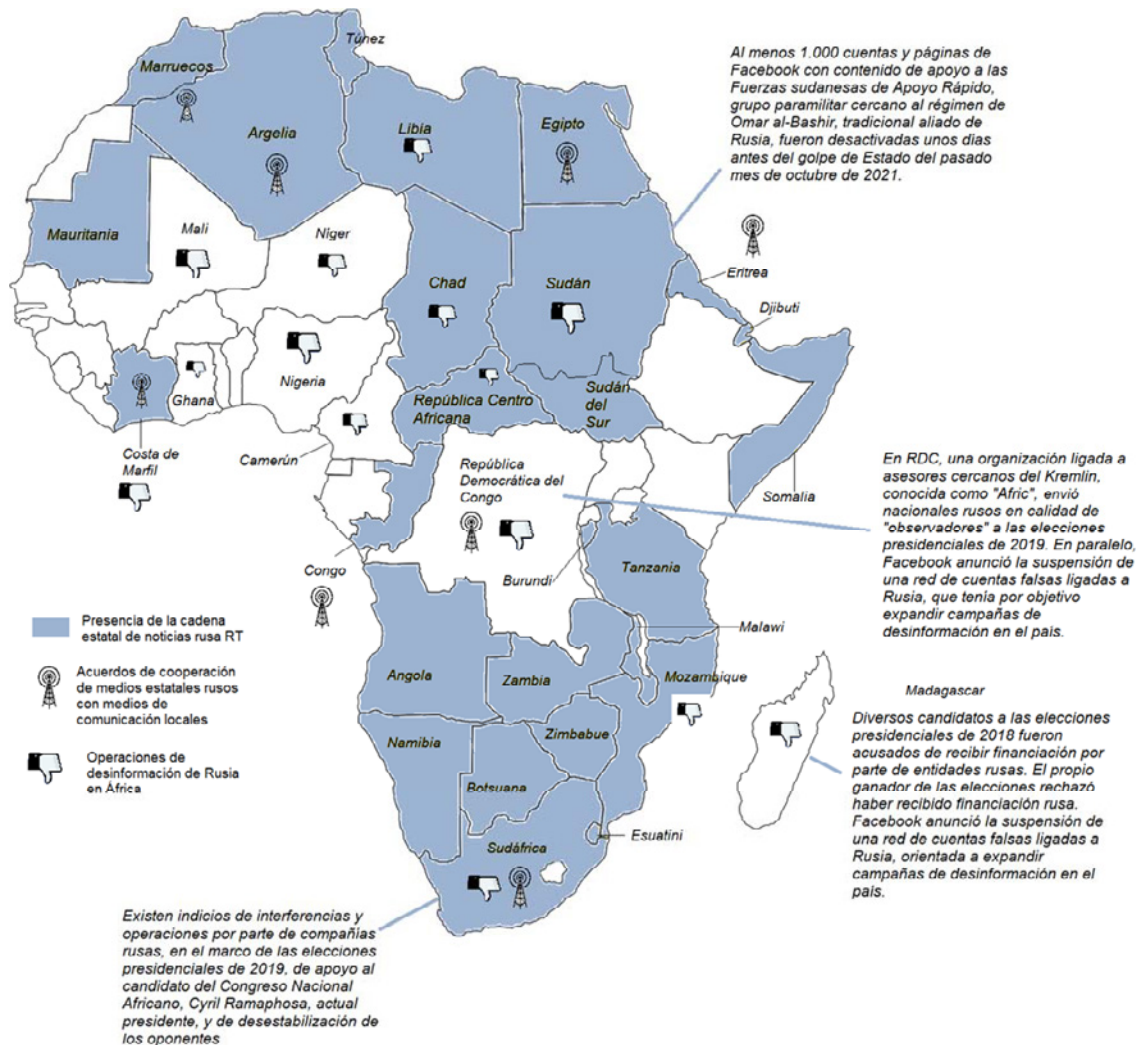 Túnez
Marruecos
Argelia
Libia
Egipto
Al menos 1.000 cuentas y páginas de
Facebook con contenido de apoyo a las
Fuerzas sudanesas de Apoyo Rápido,
grupo paramilitar cercano al régimen de
Omar al-Bashir, tradicional aliado de
Rusia, fueron desactivadas unos días
antes del golpe de Estado del pasado
mes de octubre de 2021.
Mauritania
Mali
Níger
Chad
Sudán
Eritrea
Djibuti
Nigeria
Ghana
República Centro
Africana
Sudán
del
Sur
Costa de
Marfil
Camerún
República
Democrática del
Congo
Somalia
En RDC, una organización ligada a
asesores cercanos del Kremlin,
conocida como "Afric", envió
nacionales rusos en calidad de
"observadores" a las elecciones
presidenciales de 2019. En paralelo,
Facebook anunció la suspensión de
una red de cuentas falsas ligadas a
Rusia, que tenía por objetivo
expandir campañas de
desinformación en el país.
Congo
Burundi
Tanzania
Malawi
Presencia de la cadena
estatal de noticias rusa RT
Acuerdos de cooperación
de medios estatales rusos
con medios de
comunicación locales
Operaciones de
desinformación de Rusia
en África
Angola
Zambia
Mozambique
Namibia
Zimbabue
Botsuana
Esuatini
Sudáfrica
Madagascar
Diversos candidatos a las elecciones
presidenciales de 2018 fueron
acusados de recibir financiación por
parte de entidades rusas. El propio
ganador de las elecciones rechazó
haber recibido financiación rusa.
Facebook anunció la suspensión de
una red de cuentas falsas ligadas a
Rusia, orientada a expandir
campañas de desinformación en el
país.
Existen indicios de interferencias y
operaciones por parte de compañías
rusas, en el marco de las elecciones
presidenciales de 2019, de apoyo al
candidato del Congreso Nacional
Africano, Cyril Ramaphosa, actual
presidente, y de desestabilización de
los oponentes